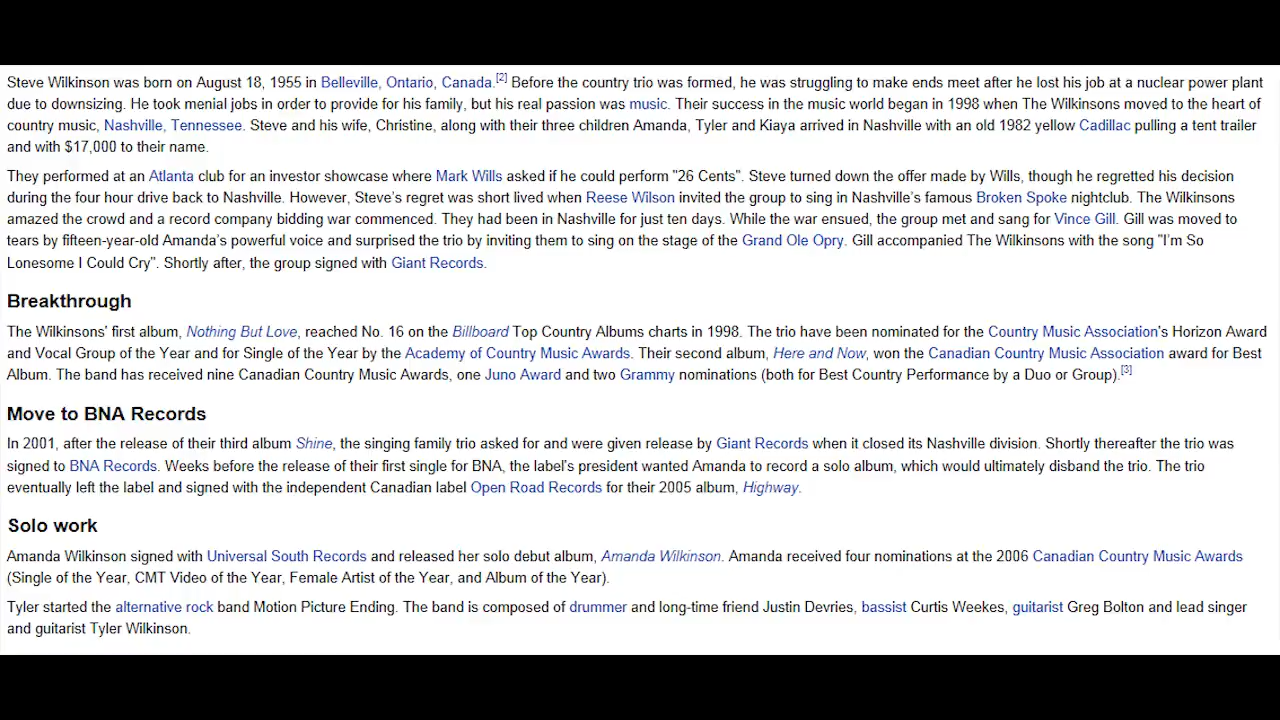 Steve Wilkinson was born on August 18, 1955 in Belleville, Ontario, Canada.[2] Before the country trio was formed, he was struggling to make ends meet after he lost his job at a nuclear power plant
due to downsizing. He took menial jobs in order to provide for his family, but his real passion was music. Their success in the music world began in 1998 when The Wilkinsons moved to the heart of
country music, Nashville, Tennessee. Steve and his wife, Christine, along with their three children Amanda, Tyler and Kiaya arrived in Nashville with an old 1982 yellow Cadillac pulling a tent trailer
and with $17,000 to their name.
They performed at an Atlanta club for an investor showcase where Mark Wills asked if he could perform "26 Cents". Steve turned down the offer made by Wills, though he regretted his decision
during the four hour drive back to Nashville. However, Steve's regret was short lived when Reese Wilson invited the group to sing in Nashville's famous Broken Spoke nightclub. The Wilkinsons
amazed the crowd and a record company bidding war commenced. They had been in Nashville for just ten days. While the war ensued, the group met and sang for Vince Gill. Gill was moved to
tears by fifteen-year-old Amanda's powerful voice and surprised the trio by inviting them to sing on the stage of the Grand Ole Opry. Gill accompanied The Wilkinsons with the song "I'm So
Lonesome I Could Cry". Shortly after, the group signed with Giant Records.
Breakthrough
The Wilkinsons' first album, Nothing But Love, reached No. 16 on the Billboard Top Country Albums charts in 1998. The trio have been nominated for the Country Music Association's Horizon Award
and Vocal Group of the Year and for Single of the Year by the Academy of Country Music Awards. Their second album, Here and Now, won the Canadian Country Music Association award for Best
Album. The band has received nine Canadian Country Music Awards, one Juno Award and two Grammy nominations (both for Best Country Performance by a Duo or Group).[3]
Move to BNA Records
In 2001, after the release of their third album Shine, the singing family trio asked for and were given release by Giant Records when it closed its Nashville division. Shortly thereafter the trio was
signed to BNA Records. Weeks before the release of their first single for BNA, the label's president wanted Amanda to record a solo album, which would ultimately disband the trio. The trio
eventually left the label and signed with the independent Canadian label Open Road Records for their 2005 album, Highway.
Solo work
Amanda Wilkinson signed with Universal South Records and released her solo debut album, Amanda Wilkinson. Amanda received four nominations at the 2006 Canadian Country Music Awards
(Single of the Year, CMT Video of the Year, Female Artist of the Year, and Album of the Year).
Tyler started the alternative rock band Motion Picture Ending. The band is composed of drummer and long-time friend Justin Devries, bassist Curtis Weekes, guitarist Greg Bolton and lead singer
and guitarist Tyler Wilkinson.